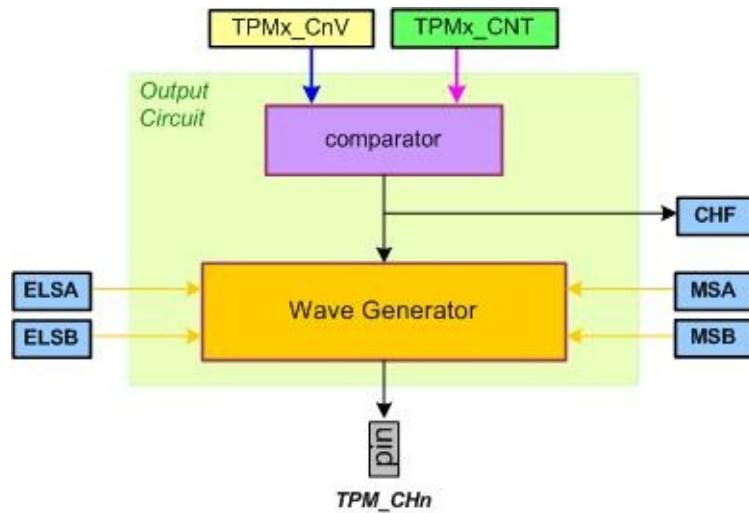 TPMx_CnV
TPMx_CNT
Output
Circuit
comparator
CHF
ELSA
ELSB
Wave Generator
MSA
MSB
pin
TPM_CHn